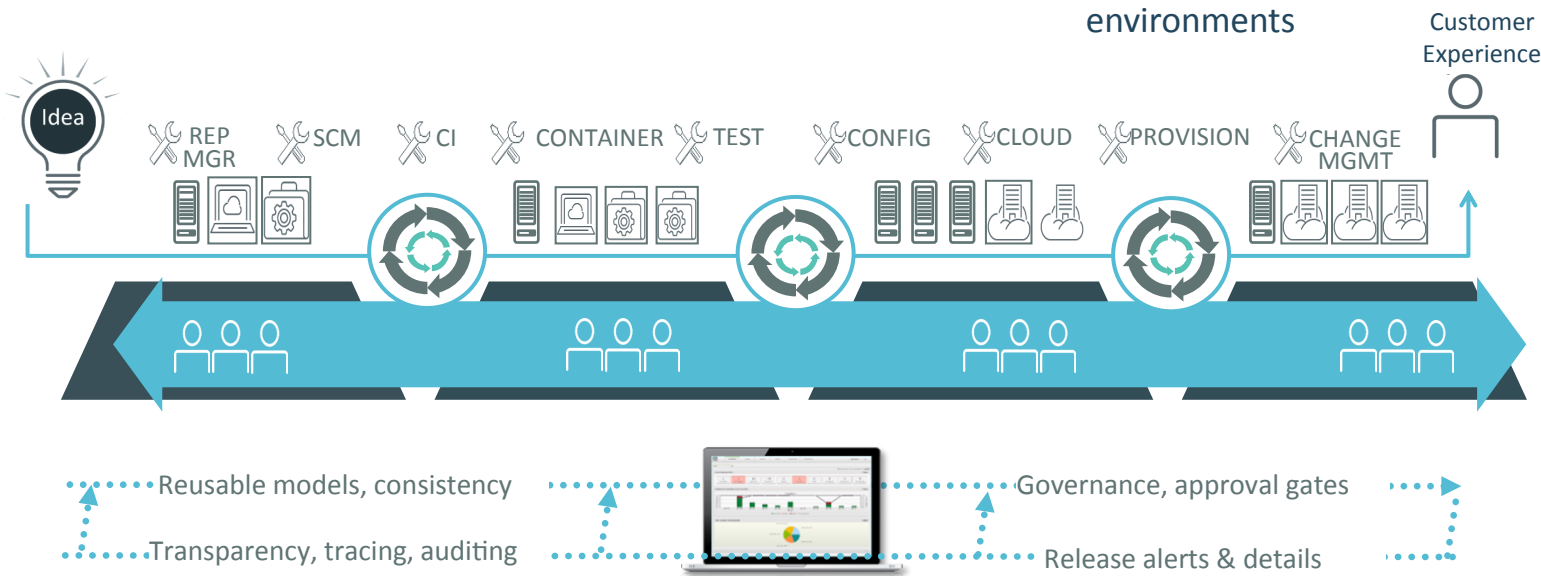 environments
Customer
Experience
Idea
REP
MGR
SCM
CI
CONTAINER
TEST
CONFIG
CLOUD
PROVISION
CHANGE
MGMT
Reusable models, consistency
Governance, approval gates
Transparency, tracing, auditing
Release alerts & details